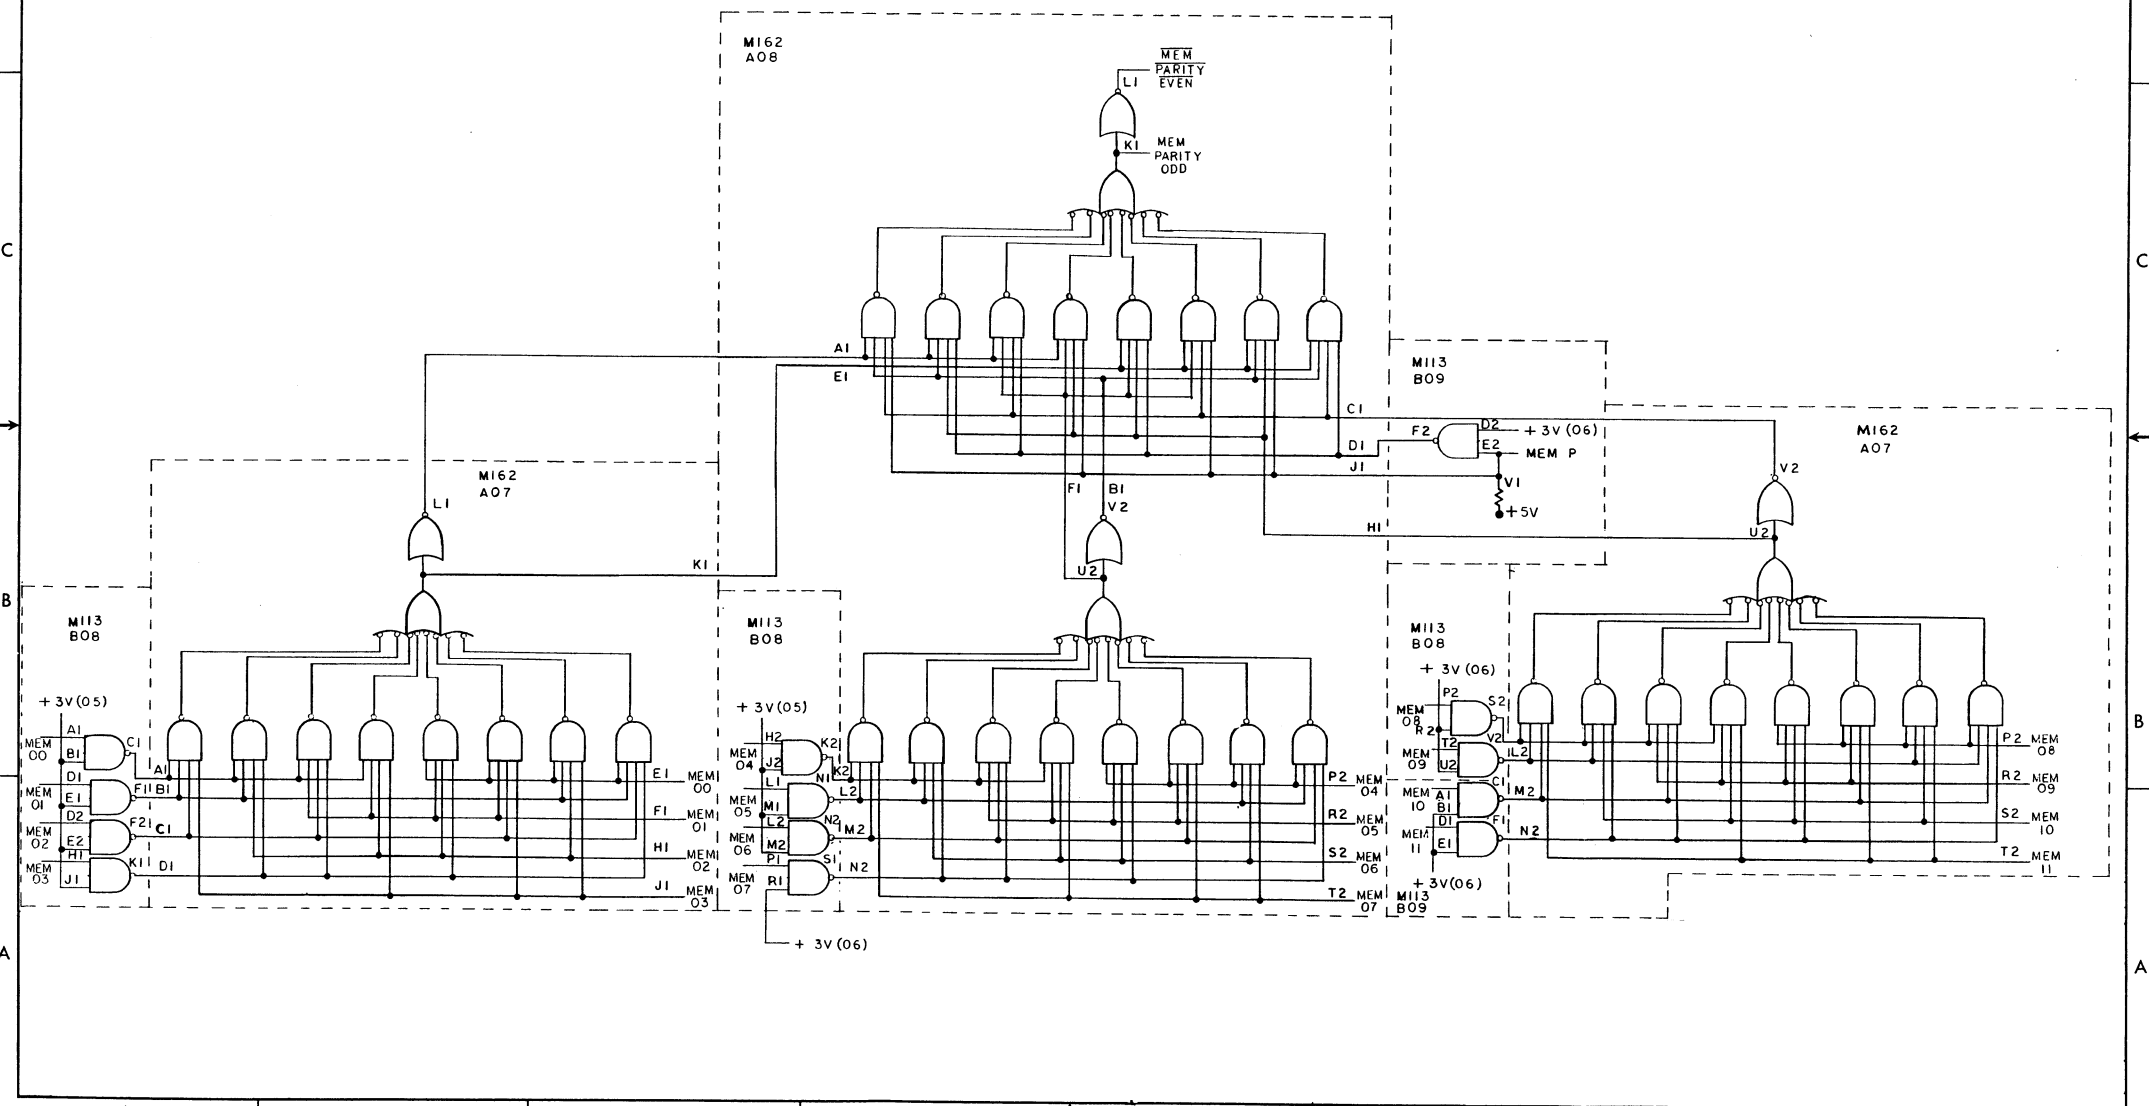 M162
A08
MEM
PARITY
EVEN
L1
K1
MEM
PARITY
ODD
C
C
A1
E1
M113
B09
C1
F2
D2
+3V(06)
E2
MEM P
D1
J1
V1
+5V
M162
A07
V2
U2
H1
F1
B1
V2
U2
M162
A07
L1
K1
B
B
M113
B08
+3V(05)
MEM
00
A1
B1
C1
MEM
01
D1
E1
F1
MEM
02
D2
E2
F2
MEM
03
H1
J1
K1
A1
B1
C1
D1
E1
MEM
00
F1
MEM
01
H1
MEM
02
J1
MEM
03
M113
B08
+3V(05)
MEM
04
H2
J2
K2
MEM
05
L1
M1
N1
MEM
06
L2
M2
N2
MEM
07
P1
R1
S1
+3V(06)
K2
L2
M2
N2
P2
MEM
04
R2
MEM
05
S2
MEM
06
T2
MEM
07
M113
B08
+3V(06)
MEM
08
P2
R2
S2
MEM
09
T2
U2
V2
MEM
10
A1
B1
C1
MEM
11
D1
E1
F1
+3V(06)
M113
B09
L2
M2
N2
P2
MEM
08
R2
MEM
09
S2
MEM
10
T2
MEM
11
A
A